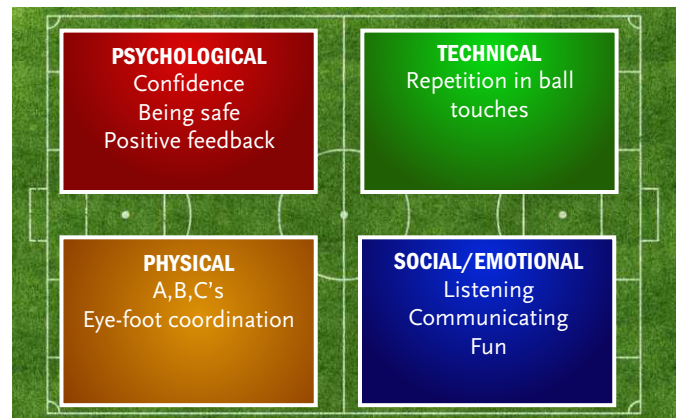 PSYCHOLOGICAL
Confidence
Being safe
Positive feedback
TECHNICAL
Repetition in ball
touches
PHYSICAL
A,B,C's
Eye-foot coordination
SOCIAL/EMOTIONAL
Listening
Communicating
Fun